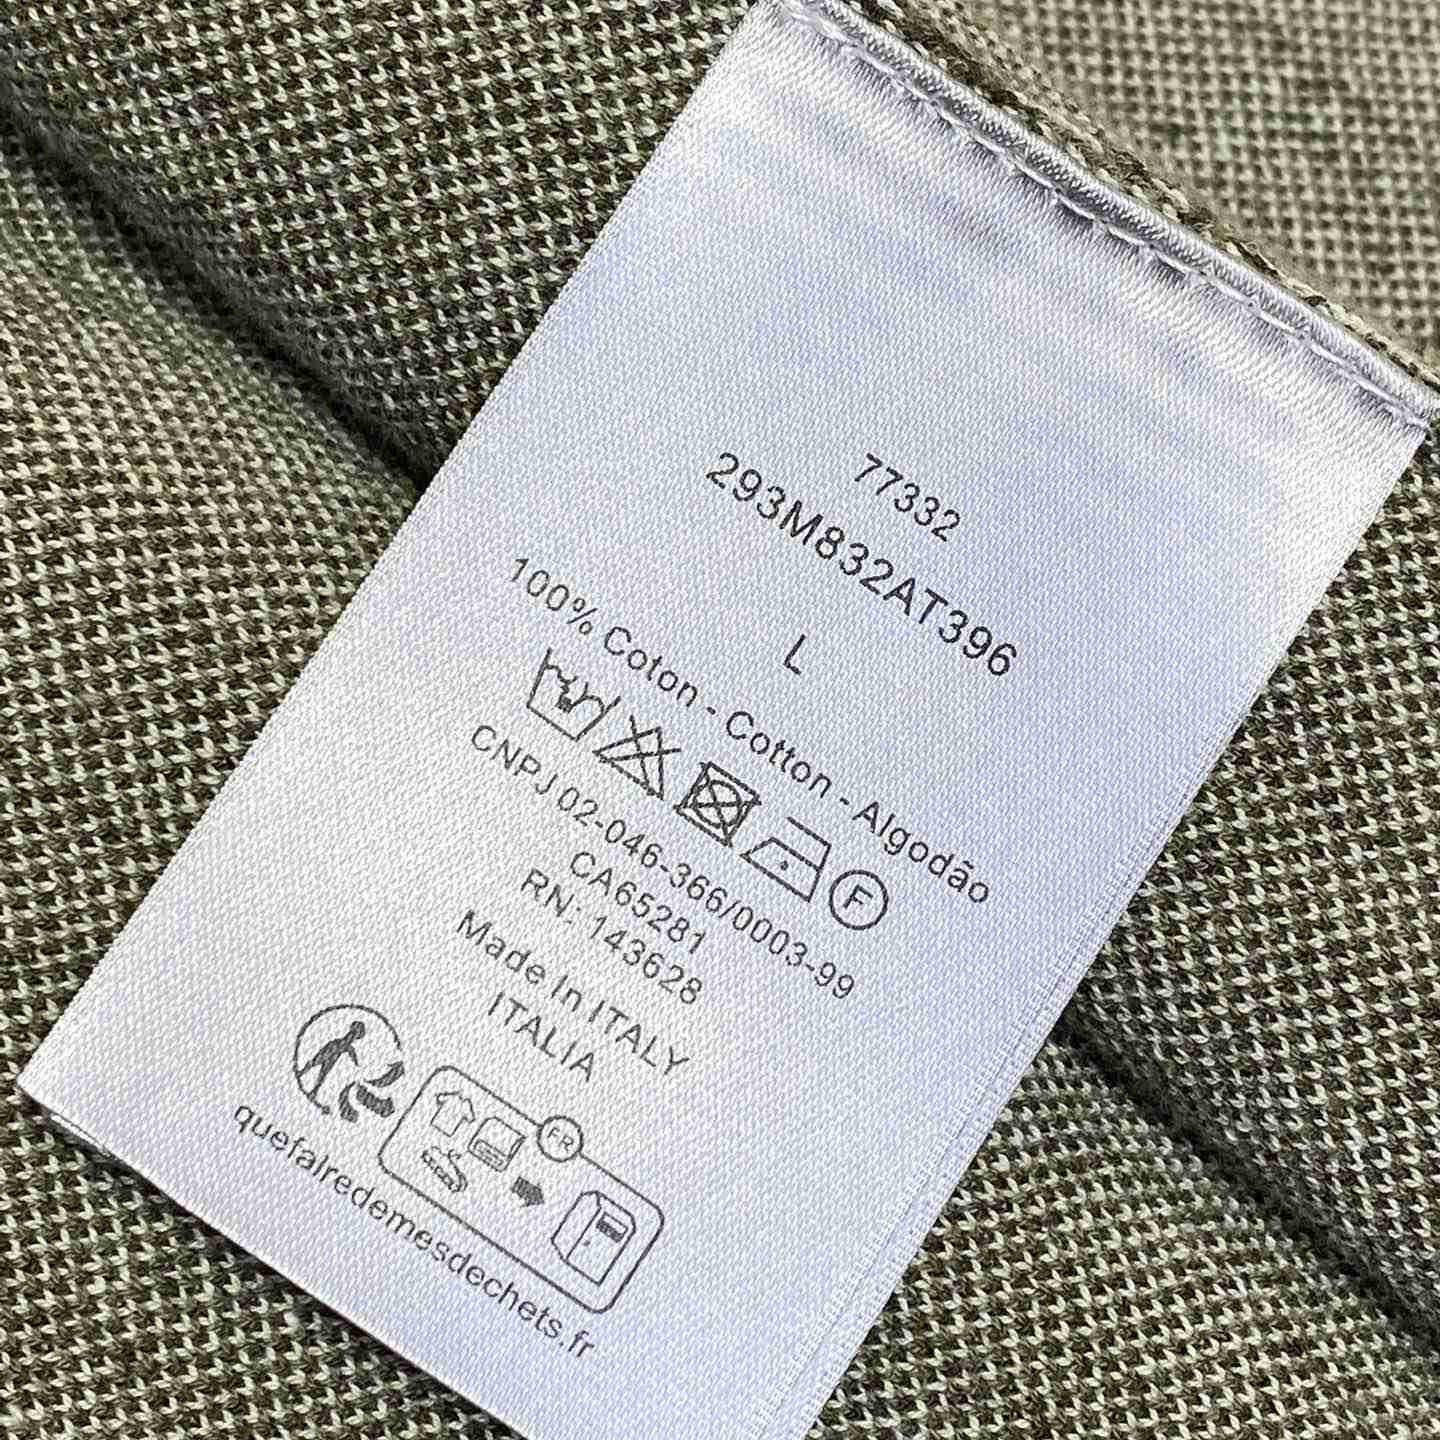 77332
293M832AT396
L
100% Coton - Cotton - Algodão
F
CNPJ 02-046-366/0003-99
CA65281
RN: 143628
Made In ITALY
ITALIA
FR
quefairedemesdechets.fr